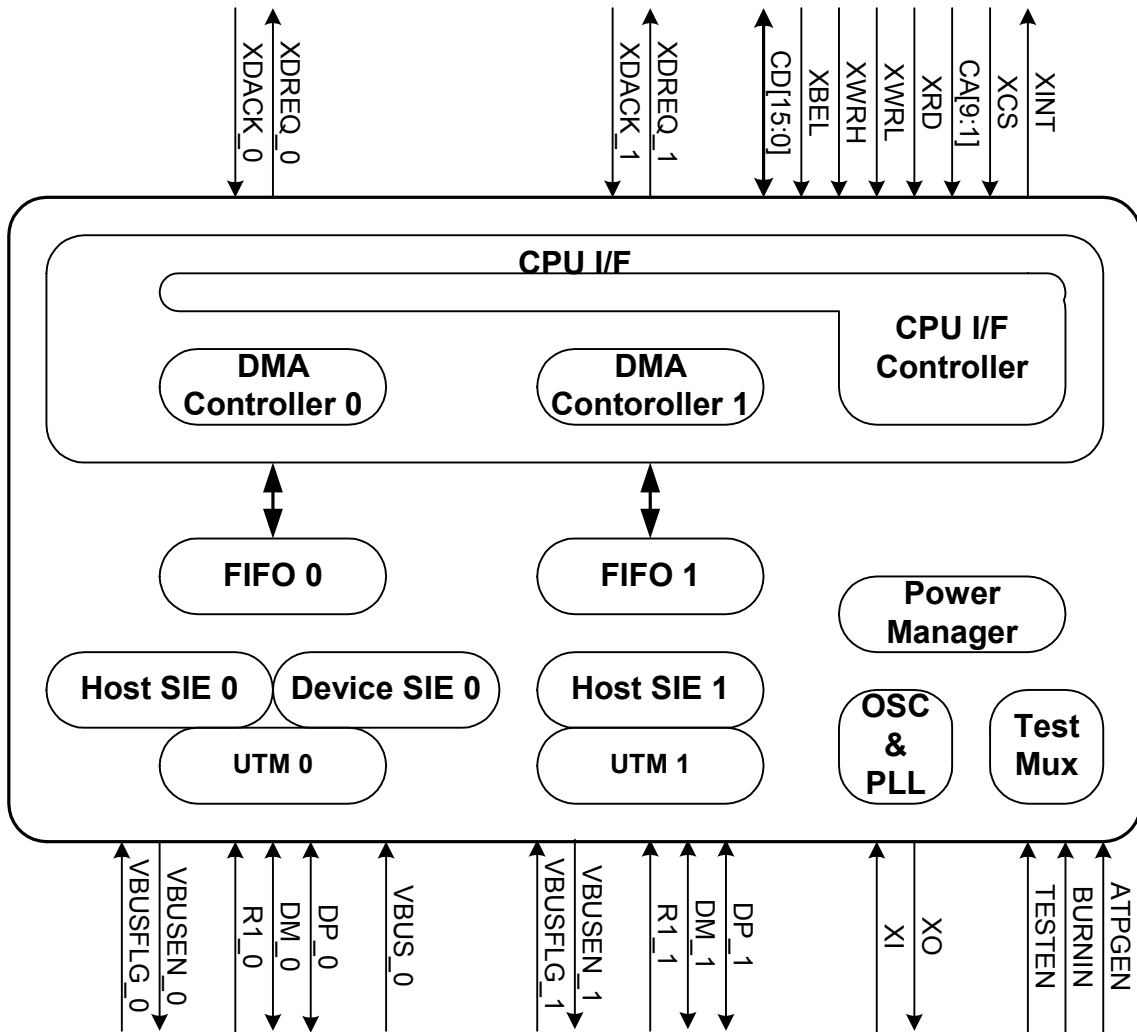 XDACK_0
XDREQ_0
XDACK_1
XDREQ_1
CD[15:0]
XBEL
XWRH
XWRL
XRD
CA[9:1]
XCS
XINT
CPU I/F
CPU I/F
Controller
DMA
Controller 0
DMA
Contoroller 1
FIFO 0
FIFO 1
Power
Manager
Host SIE 0
Device SIE 0
Host SIE 1
OSC
&
PLL
Test
Mux
UTM 0
UTM 1
VBUSFLG_0
VBUSEN_0
R1_0
DM_0
DP_0
VBUS_0
VBUSFLG_1
VBUSEN_1
R1_1
DM_1
DP_1
XI
XO
TESTEN
BURNIN
ATPGEN